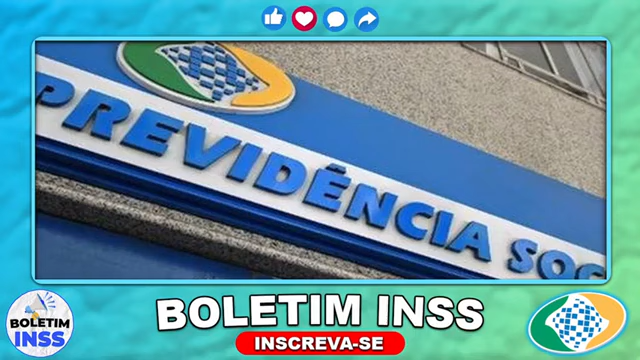 PREVIDÊNCIA SOC
BOLETIM INSS
INSCREVA-SE
BOLETIM
INSS